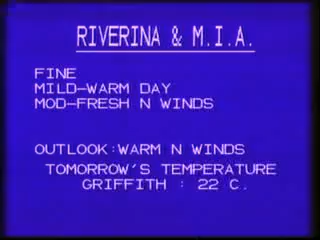 RIVERINA & M.I.A.
FINE
MILD-WARM DAY
MOD-FRESH N WINDS
OUTLOOK:WARM N WINDS
TOMORROW'S TEMPERATURE
GRIFFITH : 22 C.